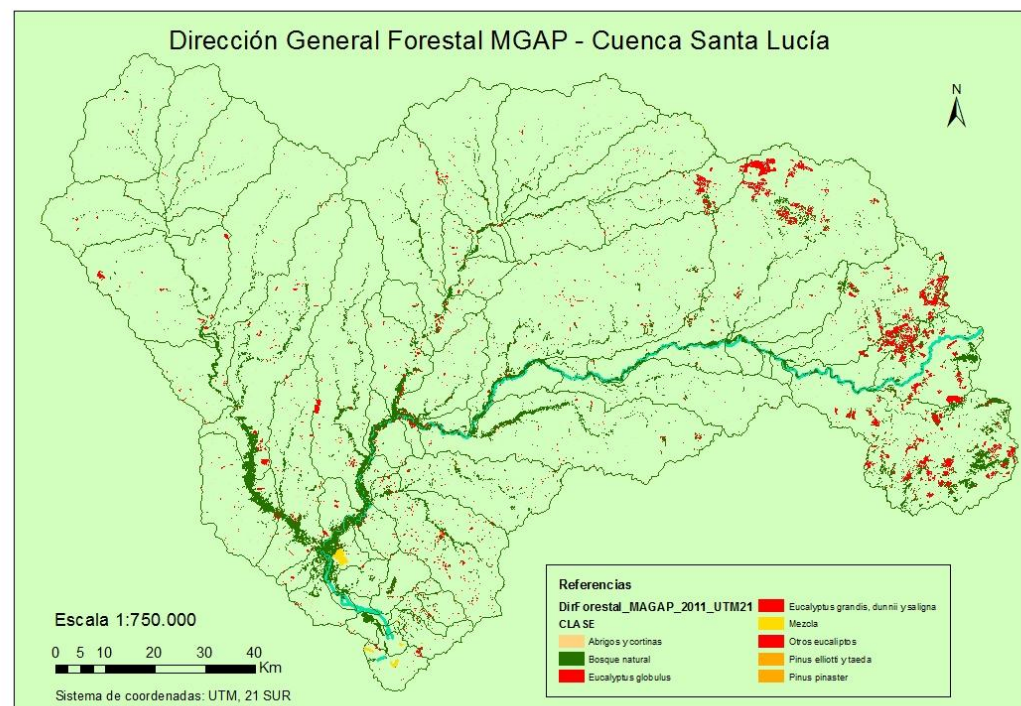 Dirección General Forestal MGAP - Cuenca Santa Lucía
N
Escala 1:750.000
0 5 10 20 30 40
Km
Sistema de coordenadas: UTM, 21 SUR
Referencias
DirForestal_MAGAP_2011_UTM21
CLASE
Abrigos y cortinas
Bosque natural
Eucalyptus globulus
Eucalyptus grandis, dunnii y saligna
Mezcla
Otros eucaliptos
Pinus elliotti y taeda
Pinus pinaster